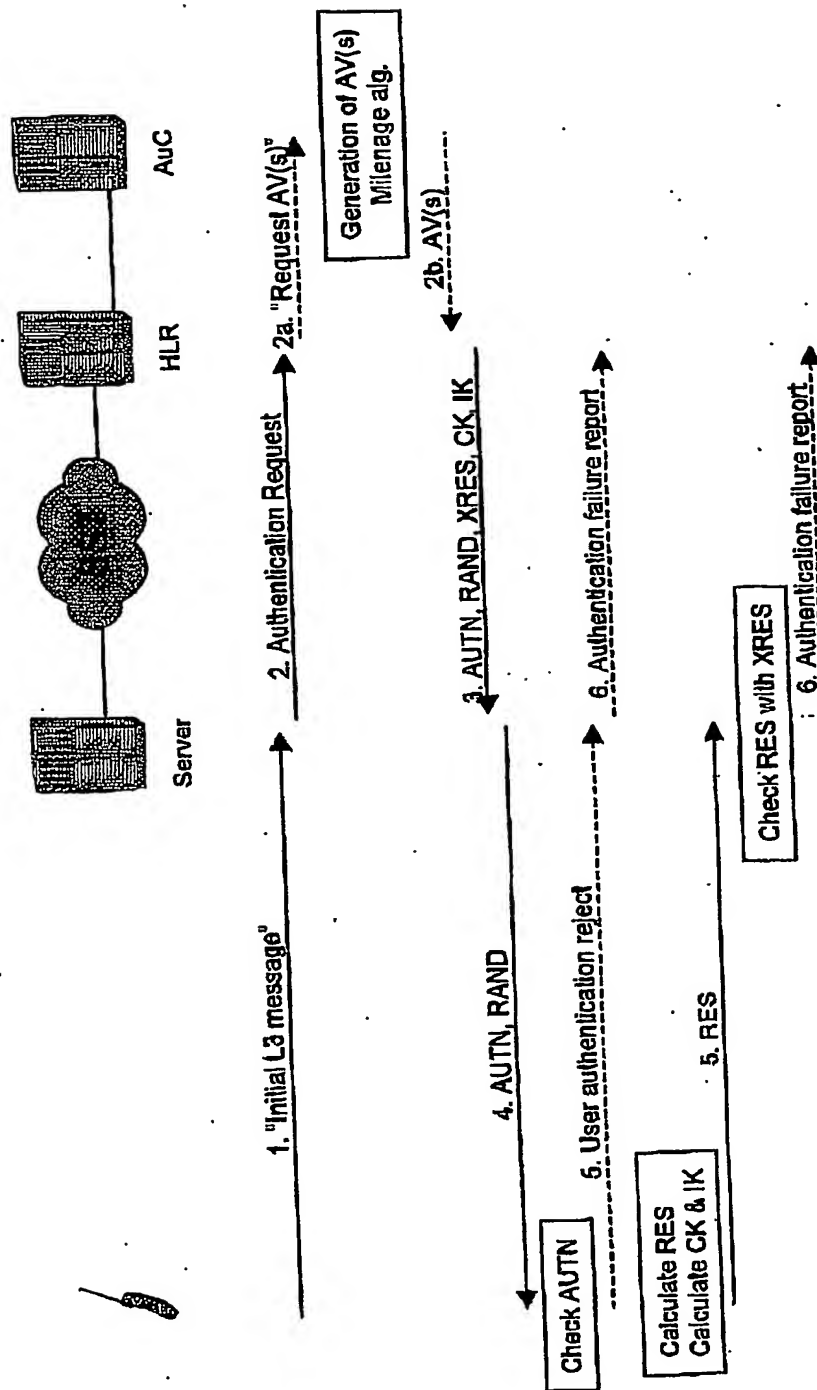 Server
HLR
AuC
1. "Initial L3 message"
2. Authentication Request
2a. "Request AV(s)"
Generation of AV(s)
Milenage alg.
2b. AV(s)
3. AUTN, RAND, XRES, CK, IK
4. AUTN, RAND
Check AUTN
5. User authentication reject
6. Authentication failure report
Calculate RES
Calculate CK & IK
5. RES
Check RES with XRES
6. Authentication failure report